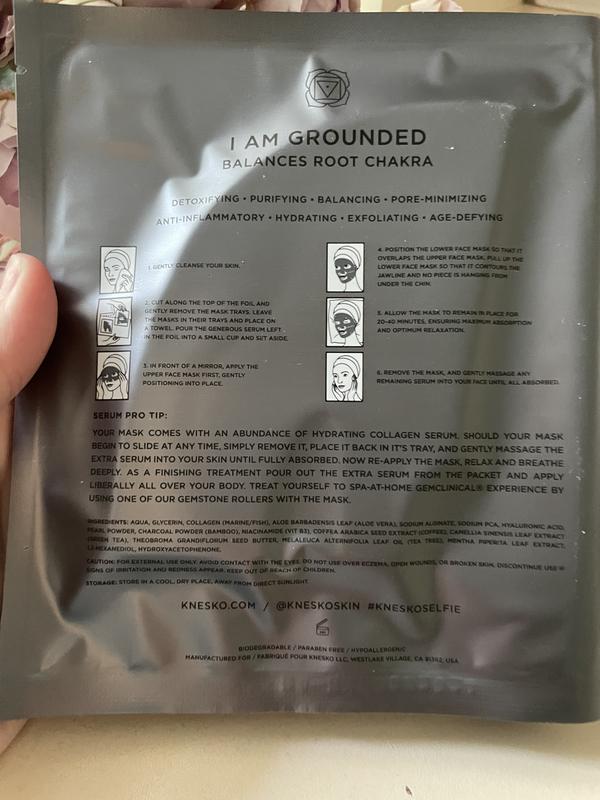 I AM GROUNDED
BALANCES ROOT CHAKRA
DETOXIFYING • PURIFYING • BALANCING • PORE-MINIMIZING
ANTI-INFLAMMATORY • HYDRATING • EXFOLIATING • AGE-DEFYING
1. GENTLY CLEANSE YOUR SKIN.
2. CUT ALONG THE TOP OF THE FOIL, AND
GENTLY REMOVE THE MASK TRAYS. LEAVE
THE MASKS IN THEIR TRAYS AND PLACE ON
A TOWEL. POUR THE GENEROUS SERUM LEFT
IN THE FOIL INTO A SMALL CUP AND SIT ASIDE.
3. IN FRONT OF A MIRROR, APPLY THE
UPPER FACE MASK FIRST, GENTLY
POSITIONING INTO PLACE.
4. POSITION THE LOWER FACE MASK SO THAT IT
OVERLAPS THE UPPER FACE MASK. PULL UP THE
LOWER FACE MASK SO THAT IT CONTOURS THE
JAWLINE AND NO PIECE IS HANGING FROM
UNDER THE CHIN.
5. ALLOW THE MASK TO REMAIN IN PLACE FOR
20-40 MINUTES, ENSURING MAXIMUM ABSORPTION
AND OPTIMUM RELAXATION.
6. REMOVE THE MASK, AND GENTLY MASSAGE ANY
REMAINING SERUM INTO YOUR FACE UNTIL ALL ABSORBED.
SERUM PRO TIP:
YOUR MASK COMES WITH AN ABUNDANCE OF HYDRATING COLLAGEN SERUM. SHOULD YOUR MASK
BEGIN TO SLIDE AT ANY TIME, SIMPLY REMOVE IT, PLACE IT BACK IN IT'S TRAY, AND GENTLY MASSAGE THE
EXTRA SERUM INTO YOUR SKIN UNTIL FULLY ABSORBED. NOW RE-APPLY THE MASK, RELAX AND BREATHE
DEEPLY. AS A FINISHING TREATMENT POUR OUT THE EXTRA SERUM FROM THE PACKET AND APPLY
LIBERALLY ALL OVER YOUR BODY. TREAT YOURSELF TO SPA-AT-HOME GEMCLINICAL® EXPERIENCE BY
USING ONE OF OUR GEMSTONE ROLLERS WITH THE MASK.
INGREDIENTS: AQUA, GLYCERIN, COLLAGEN (MARINE/FISH), ALOE BARBADENSIS LEAF (ALOE VERA), SODIUM ALGINATE, SODIUM PCA, HYALURONIC ACID,
PEARL POWDER, CHARCOAL POWDER (BAMBOO), NIACINAMIDE (VIT B3), COFFEA ARABICA SEED EXTRACT (COFFEE), CAMELLIA SINENSIS LEAF EXTRACT
(GREEN TEA), THEOBROMA GRANDIFLORUM SEED BUTTER, MELALEUCA ALTERNIFOLIA LEAF OIL (TEA TREE), MENTHA PIPERITA LEAF EXTRACT,
1,2-HEXANEDIOL, HYDROXYACETOPHENONE.
CAUTION: FOR EXTERNAL USE ONLY. AVOID CONTACT WITH THE EYES. DO NOT USE OVER ECZEMA, OPEN WOUNDS, OR BROKEN SKIN. DISCONTINUE USE IF
SIGNS OF IRRITATION AND REDNESS APPEAR. KEEP OUT OF REACH OF CHILDREN.
STORAGE: STORE IN A COOL, DRY PLACE, AWAY FROM DIRECT SUNLIGHT.
KNESKO.COM / @KNESKOSKIN #KNESKOSELFIE
BIODEGRADABLE / PARABEN FREE / HYPOALLERGENIC
MANUFACTURED FOR / FABRIQUÉ POUR KNESKO LLC, WESTLAKE VILLAGE, CA 91362, USA